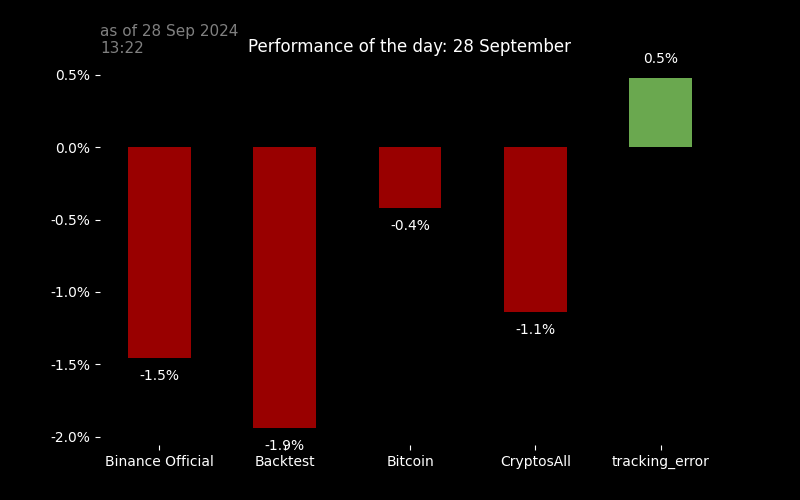 as of 28 Sep 2024
13:22
Performance of the day: 28 September
0.5%
0.5%
0.0%
-0.5%
-0.4%
-1.0%
-1.1%
-1.5%
-1.5%
-2.0%
-1.9%
Binance Official
Backtest
Bitcoin
CryptosAll
tracking_error